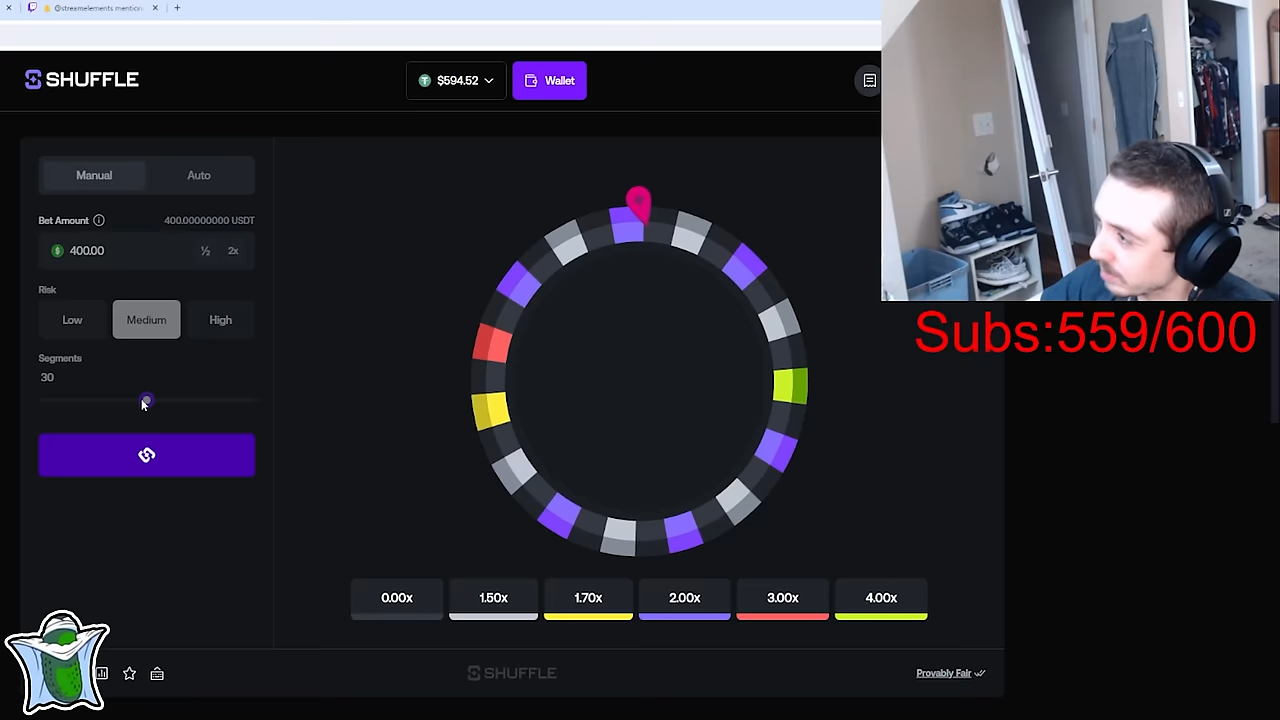 @streamelements mention
SHUFFLE
$594.52
Wallet
Manual
Auto
Bet Amount
400.00000000 USDT
400.00
½
2x
Risk
Low
Medium
High
Segments
30
0.00x
1.50x
1.70x
2.00x
3.00x
4.00x
SHUFFLE
Provably Fair
Subs:559/600